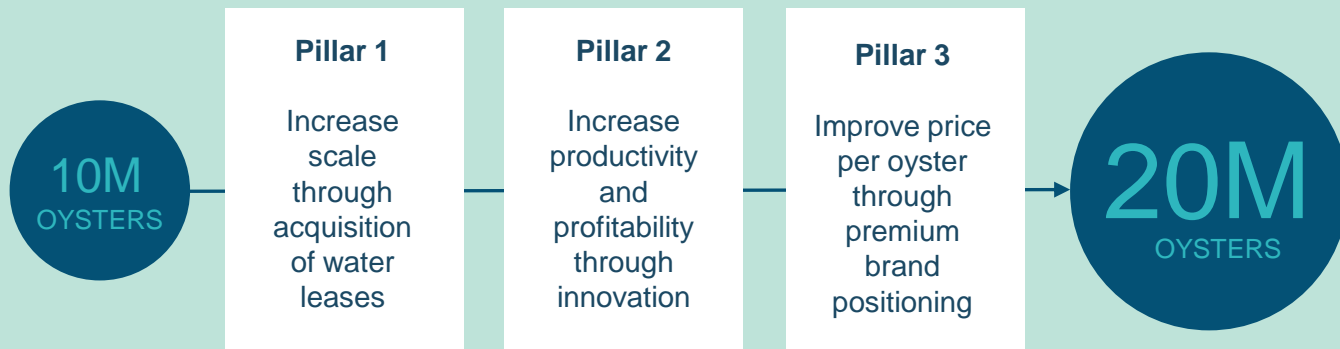 10M
OYSTERS
Pillar 1
Increase
scale
through
acquisition
of water
leases
Pillar 2
Increase
productivity
and
profitability
through
innovation
Pillar 3
Improve price
per oyster
through
premium
brand
positioning
20M
OYSTERS